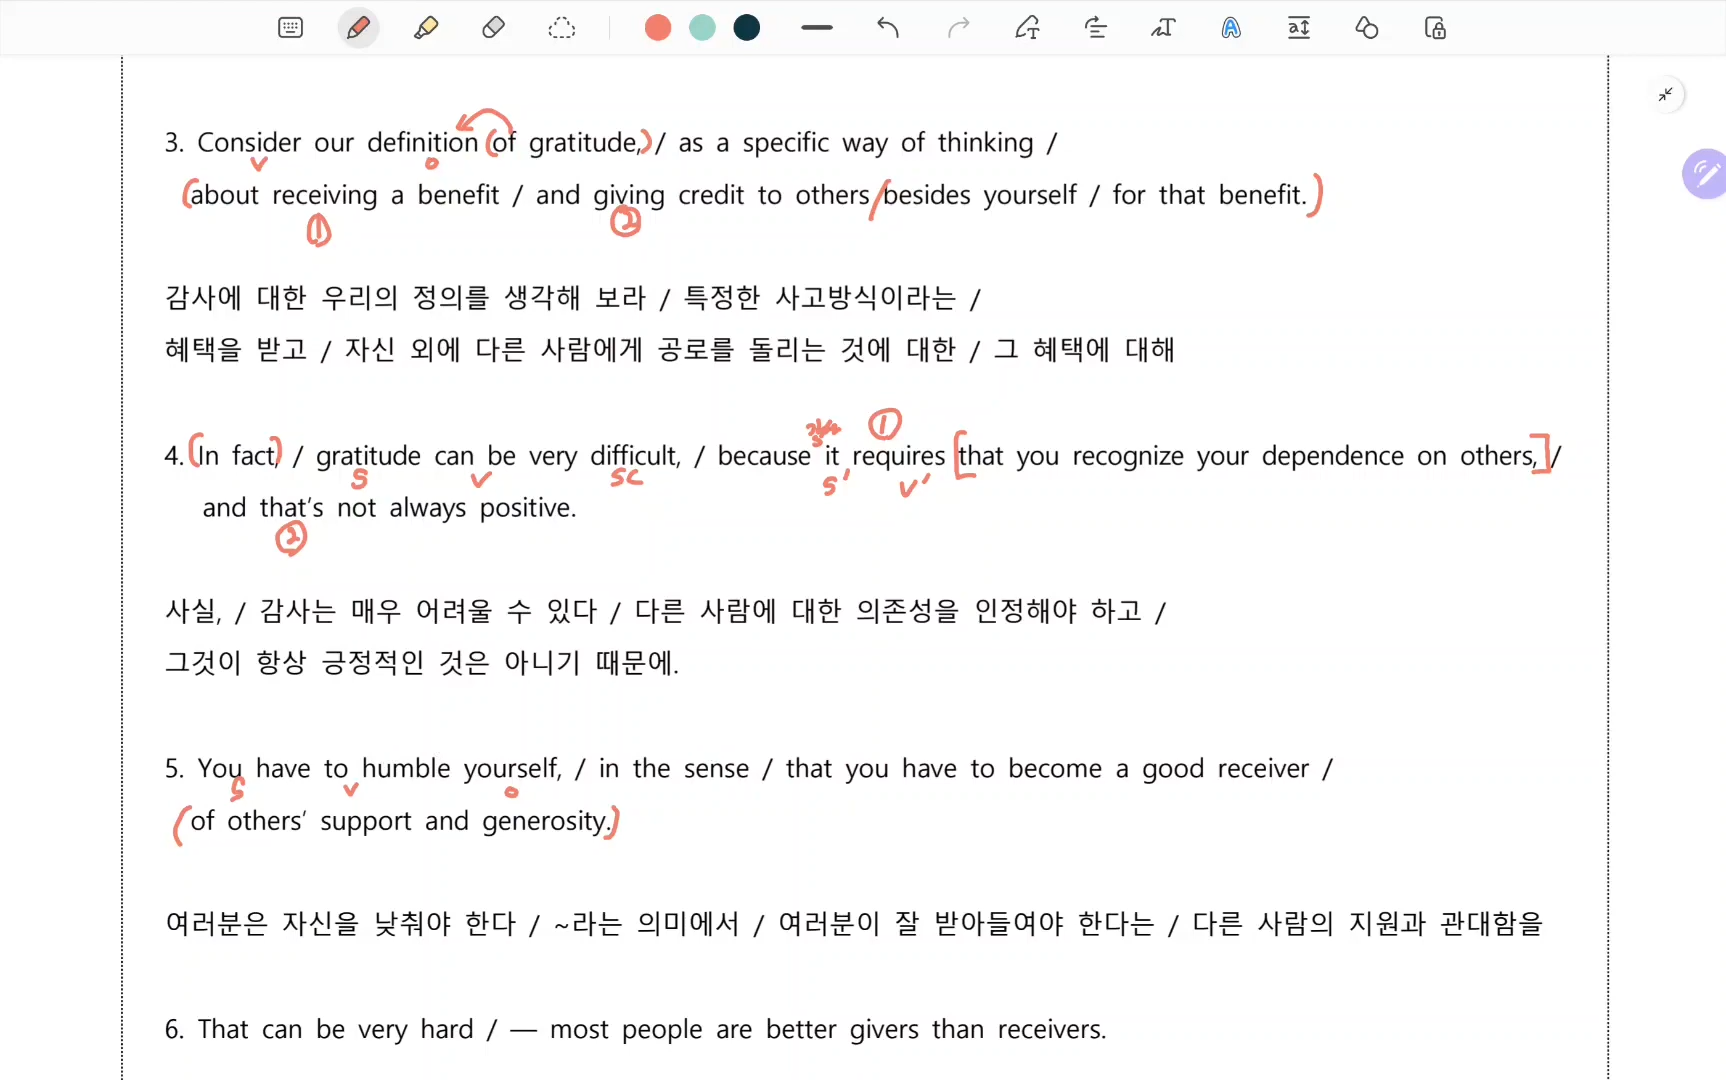 3. Consider our definition (of gratitude,) / as a specific way of thinking /
V o
(about receiving a benefit / and giving credit to others / besides yourself / for that benefit.)
① ②
감사에 대한 우리의 정의를 생각해 보라 / 특정한 사고방식이라는 /
혜택을 받고 / 자신 외에 다른 사람에게 공로를 돌리는 것에 대한 / 그 혜택에 대해
①
4. (In fact,) / gratitude can be very difficult, / because it requires [that you recognize your dependence on others,] /
S V SC S' V'
and that's not always positive.
②
사실, / 감사는 매우 어려울 수 있다 / 다른 사람에 대한 의존성을 인정해야 하고 /
그것이 항상 긍정적인 것은 아니기 때문에.
5. You have to humble yourself, / in the sense / that you have to become a good receiver /
S V o
(of others' support and generosity.)
여러분은 자신을 낮춰야 한다 / ~라는 의미에서 / 여러분이 잘 받아들여야 한다는 / 다른 사람의 지원과 관대함을
6. That can be very hard / — most people are better givers than receivers.